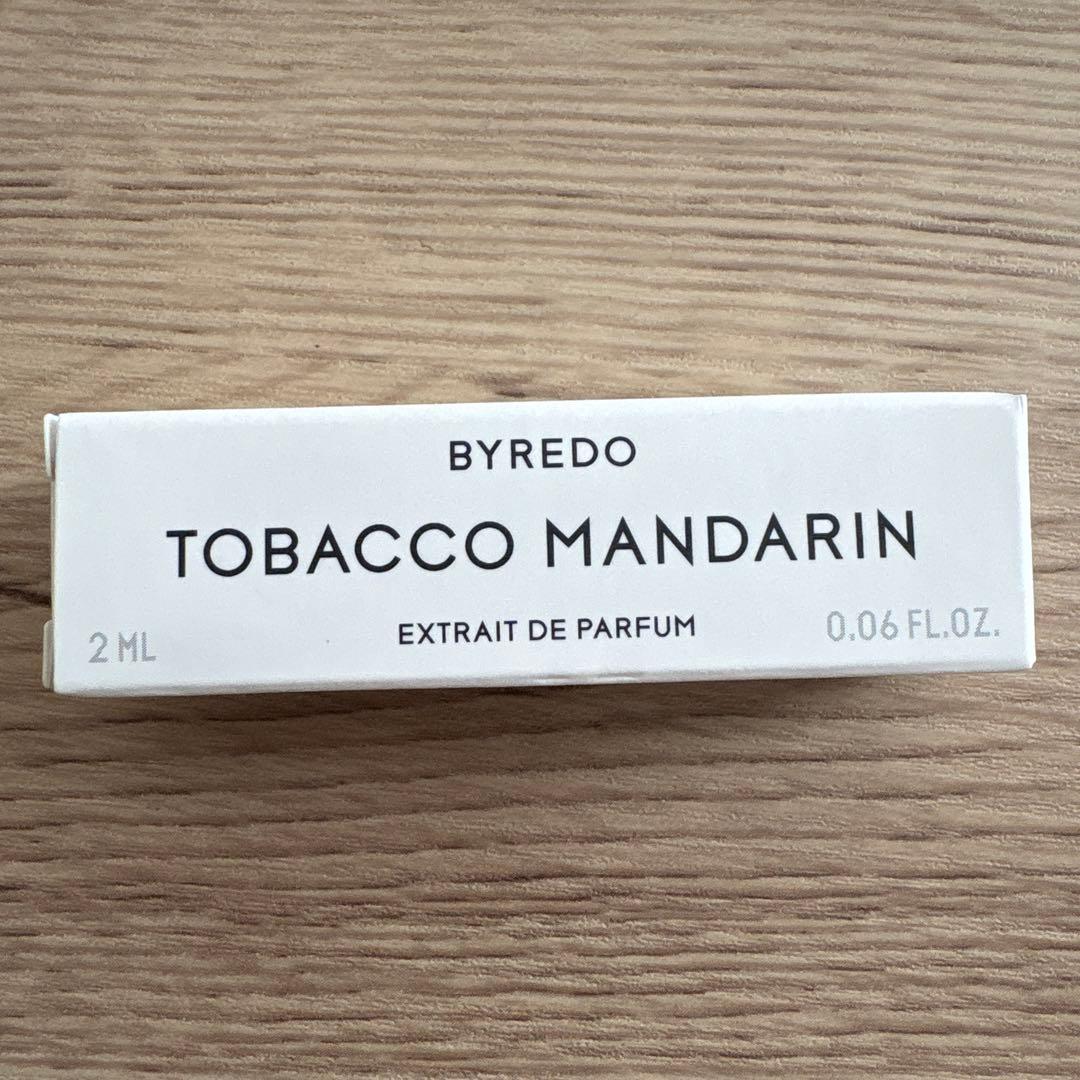 BYREDO
TOBACCO MANDARIN
2 ML
EXTRAIT DE PARFUM
0.06 FL.OZ.